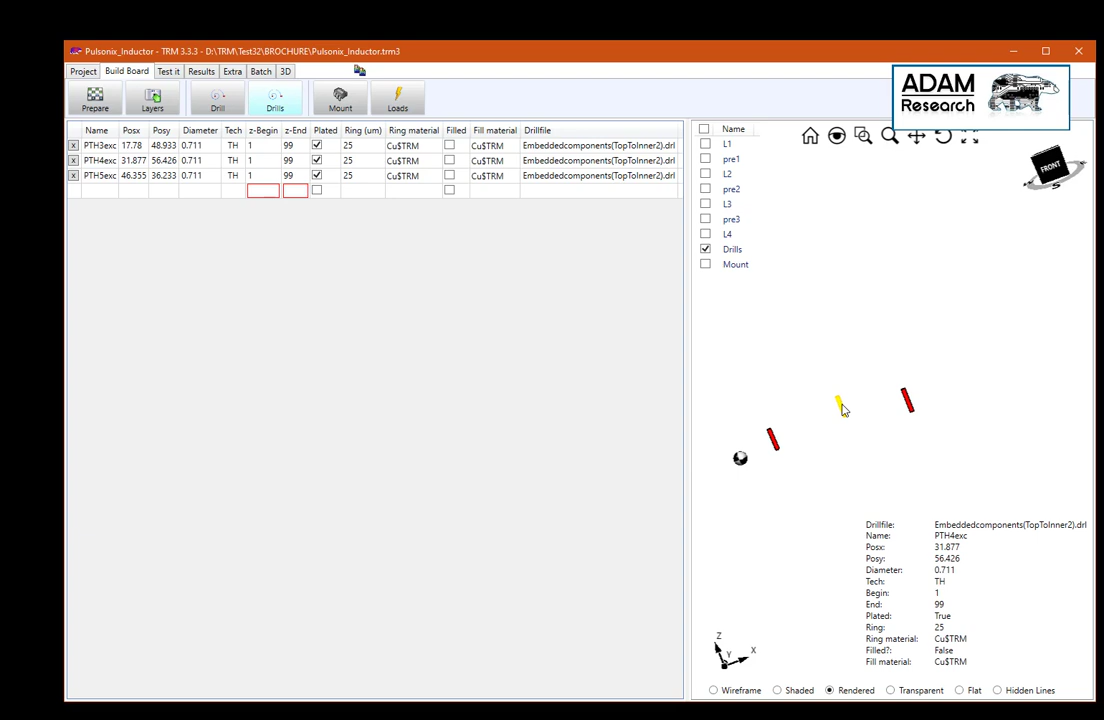 Pulsonix_Inductor - TRM 3.3.3 - D:\TRM\Test32\BROCHURE\Pulsonix_Inductor.trm3
Project Build Board Test it Results Extra Batch 3D
Prepare Layers Drill Drills Mount Loads
ADAM
Research
Name Posx Posy Diameter Tech z-Begin z-End Plated Ring (um) Ring material Filled Fill material Drillfile
x PTH3exc 17.78 48.933 0.711 TH 1 99 25 Cu$TRM Cu$TRM Embeddedcomponents(TopToInner2).drl
x PTH4exc 31.877 56.426 0.711 TH 1 99 25 Cu$TRM Cu$TRM Embeddedcomponents(TopToInner2).drl
x PTH5exc 46.355 36.233 0.711 TH 1 99 25 Cu$TRM Cu$TRM Embeddedcomponents(TopToInner2).drl
Name
L1
pre1
L2
pre2
L3
pre3
L4
Drills
Mount
FRONT
S
Drillfile: Embeddedcomponents(TopToInner2).drl
Name: PTH4exc
Posx: 31.877
Posy: 56.426
Diameter: 0.711
Tech: TH
Begin: 1
End: 99
Plated: True
Ring: 25
Ring material: Cu$TRM
Filled?: False
Fill material: Cu$TRM
Z
Y X
Wireframe Shaded Rendered Transparent Flat Hidden Lines